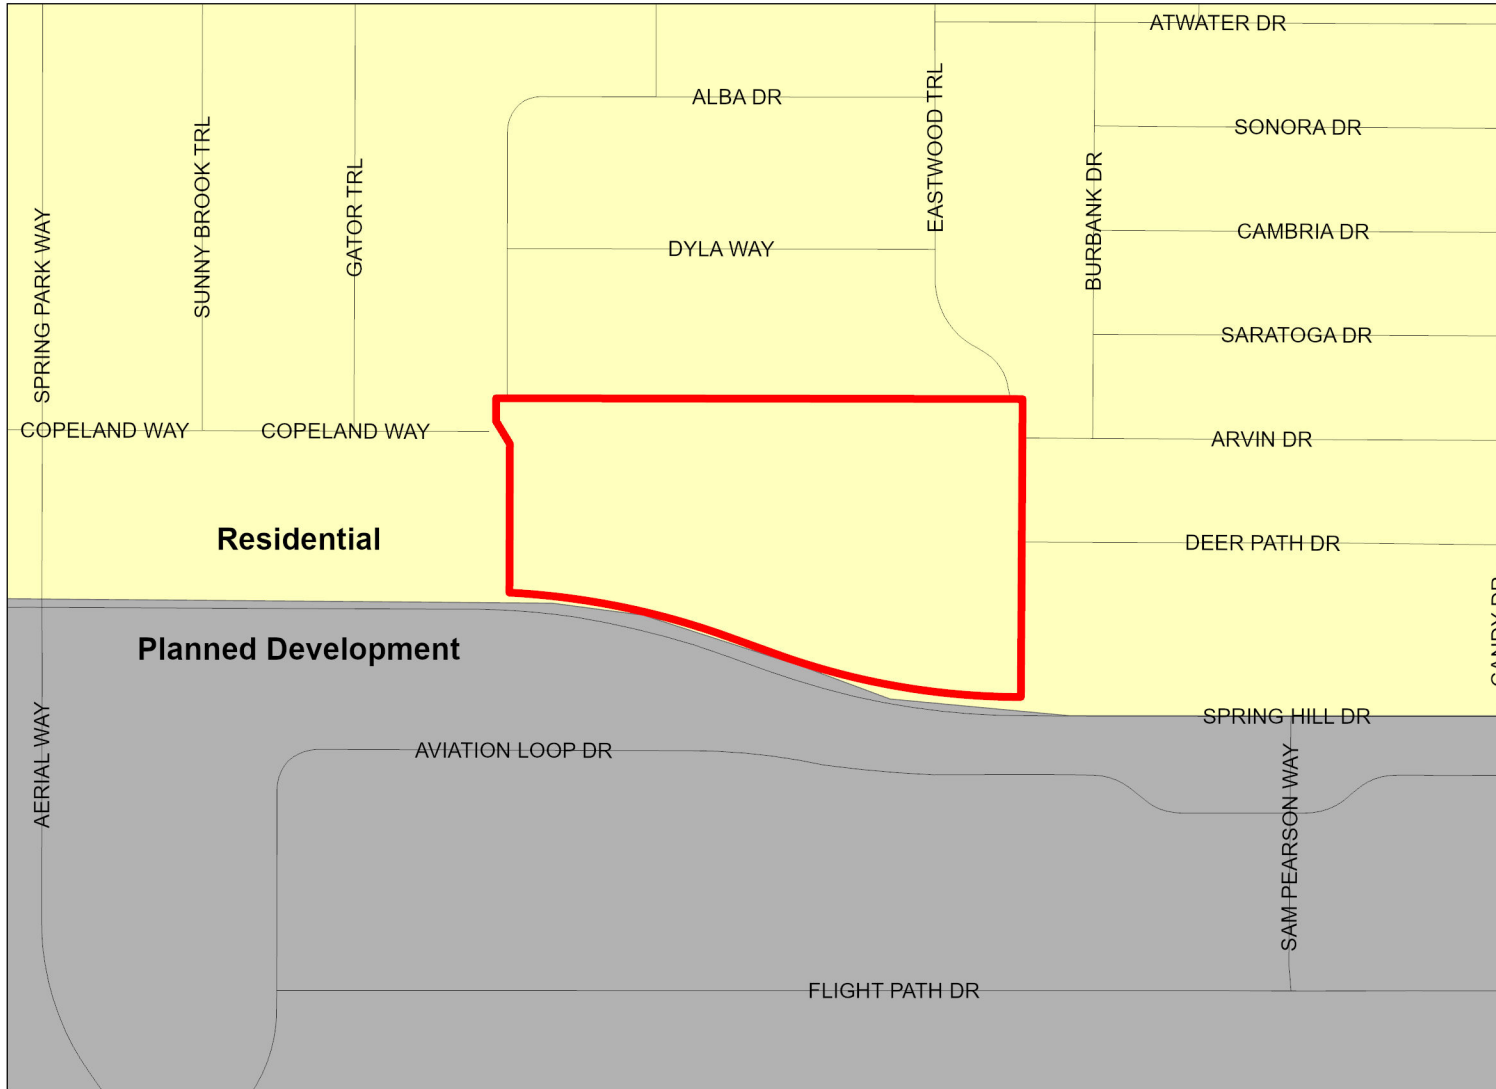 ATWATER DR
ALBA DR
EASTWOOD TRL
SONORA DR
SUNNY BROOK TRL
GATOR TRL
BURBANK DR
SPRING PARK WAY
DYLA WAY
CAMBRIA DR
SARATOGA DR
COPELAND WAY
COPELAND WAY
ARVIN DR
Residential
DEER PATH DR
Planned Development
CANDY DR
SPRING HILL DR
AERIAL WAY
AVIATION LOOP DR
SAM PEARSON WAY
FLIGHT PATH DR